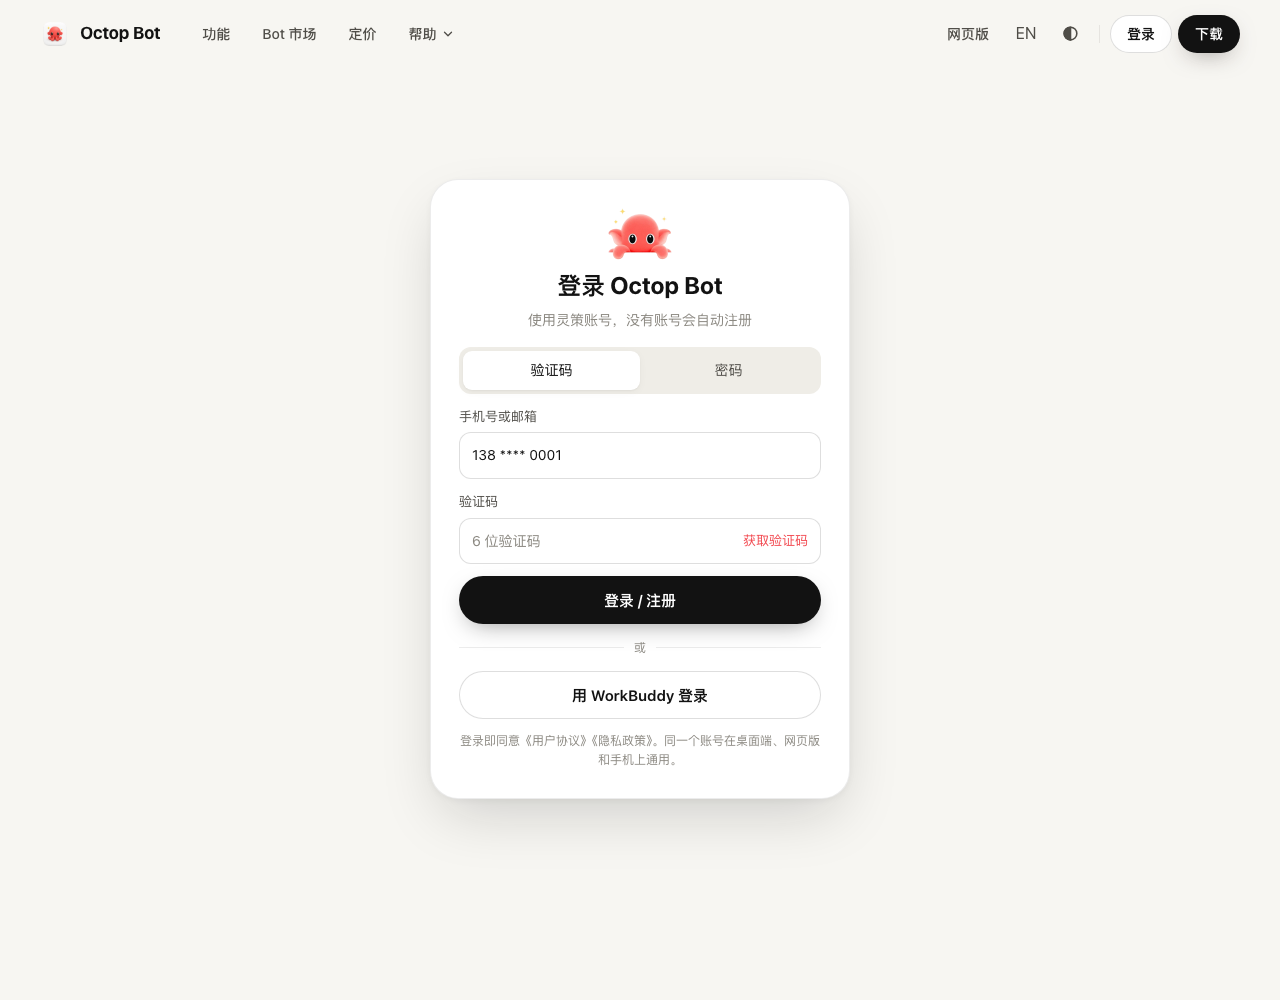 Octop Bot
功能
Bot 市场
定价
帮助
网页版
EN
登录
下载
登录 Octop Bot
使用灵策账号，没有账号会自动注册
验证码
密码
手机号或邮箱
138 **** 0001
验证码
6 位验证码
获取验证码
登录 / 注册
或
用 WorkBuddy 登录
登录即同意《用户协议》《隐私政策》。同一个账号在桌面端、网页版
和手机上通用。